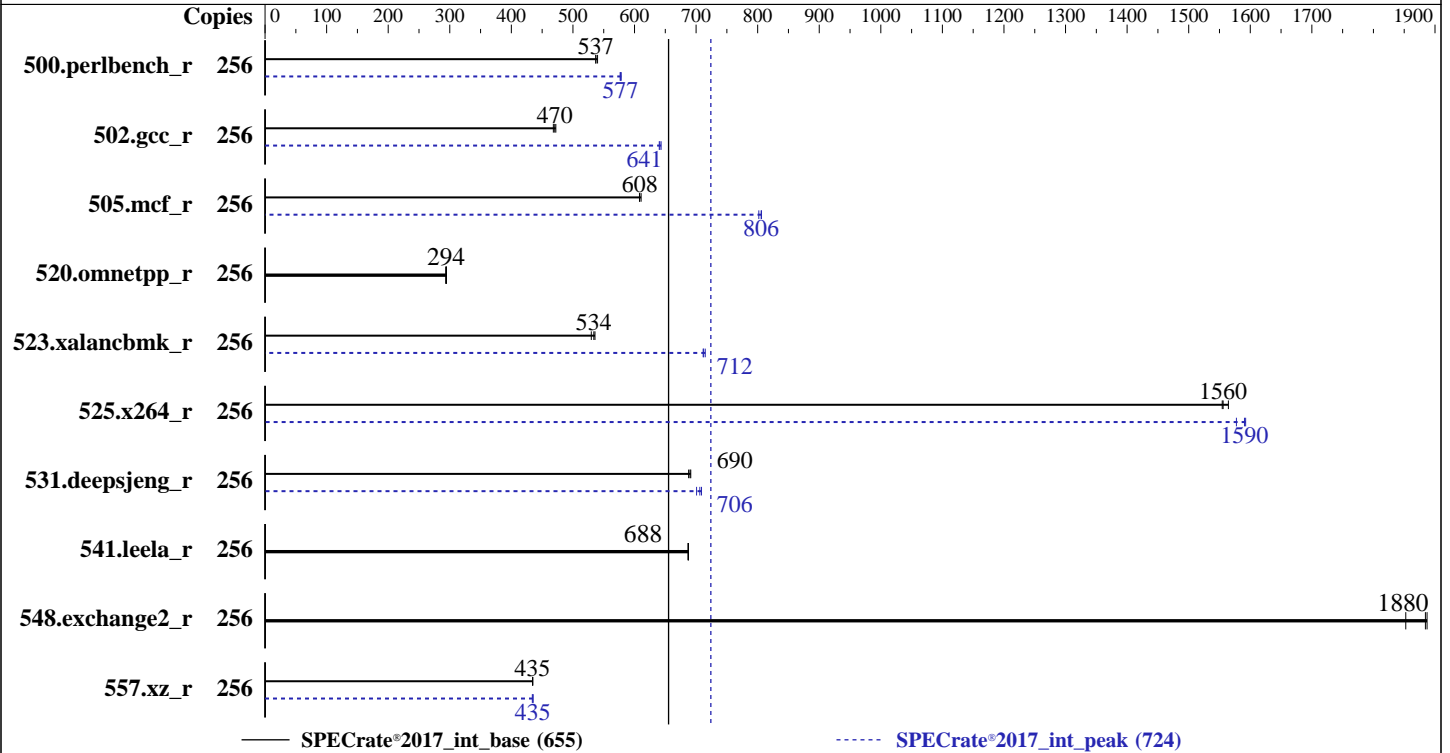 Copies 0 100 200 300 400 500 600 700 800 900 1000 1100 1200 1300 1400 1500 1600 1700 1900
537
500.perlbench_r 256
577
470
502.gcc_r 256
641
608
505.mcf_r 256
806
294
520.omnetpp_r 256
534
523.xalancbmk_r 256
712
1560
525.x264_r 256
1590
690
531.deepsjeng_r 256
706
688
541.leela_r 256
1880
548.exchange2_r 256
435
557.xz_r 256
435
SPECrate®2017_int_base (655) SPECrate®2017_int_peak (724)